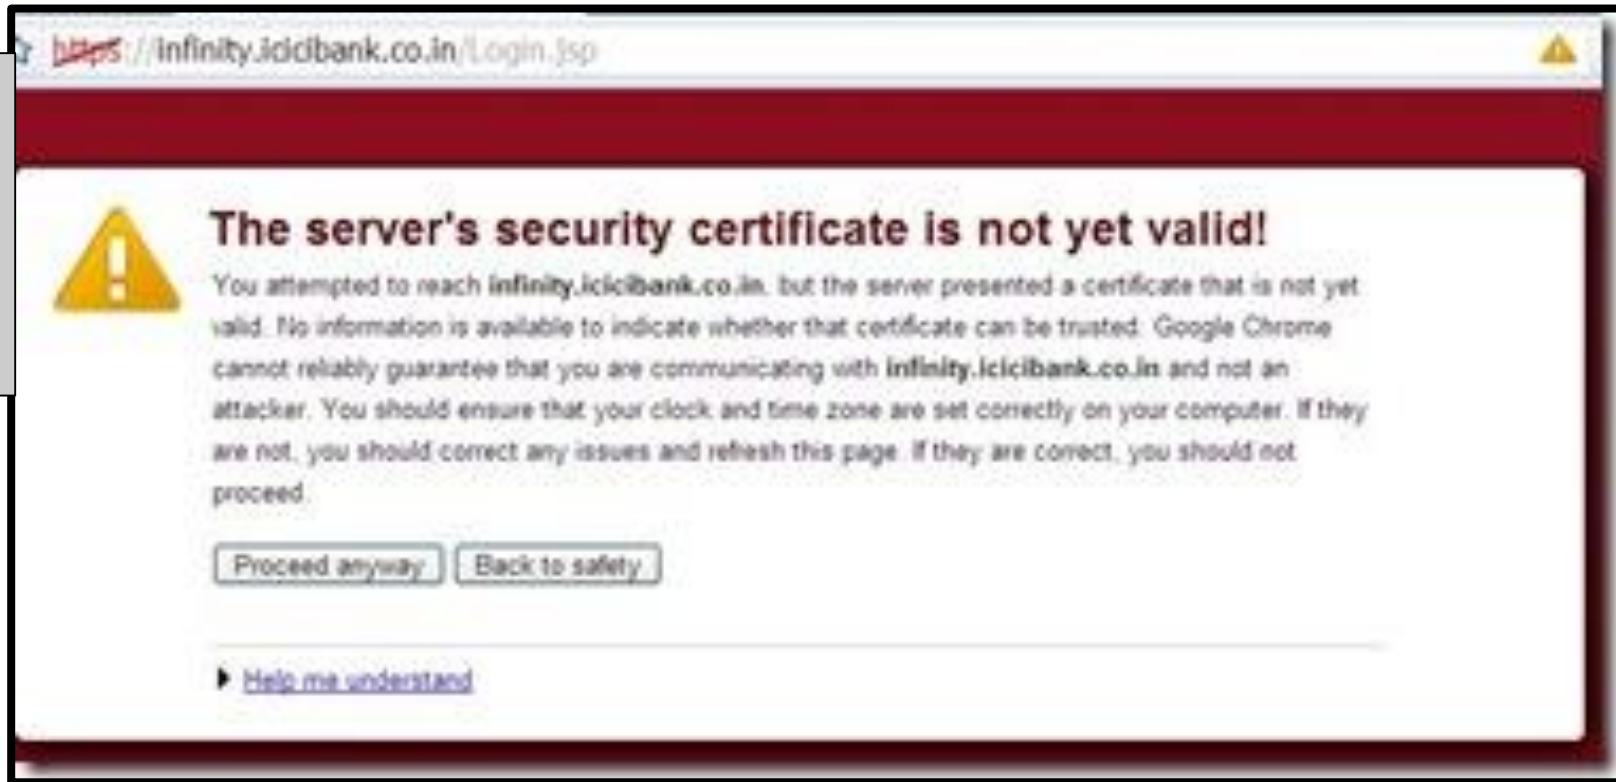 https://infinity.icicibank.co.in/Login.jsp
The server's security certificate is not yet valid!
You attempted to reach infinity.icicibank.co.in, but the server presented a certificate that is not yet
valid. No information is available to indicate whether that certificate can be trusted. Google Chrome
cannot reliably guarantee that you are communicating with infinity.icicibank.co.in and not an
attacker. You should ensure that your clock and time zone are set correctly on your computer. If they
are not, you should correct any issues and refresh this page. If they are correct, you should not
proceed.
Proceed anyway Back to safety
Help me understand